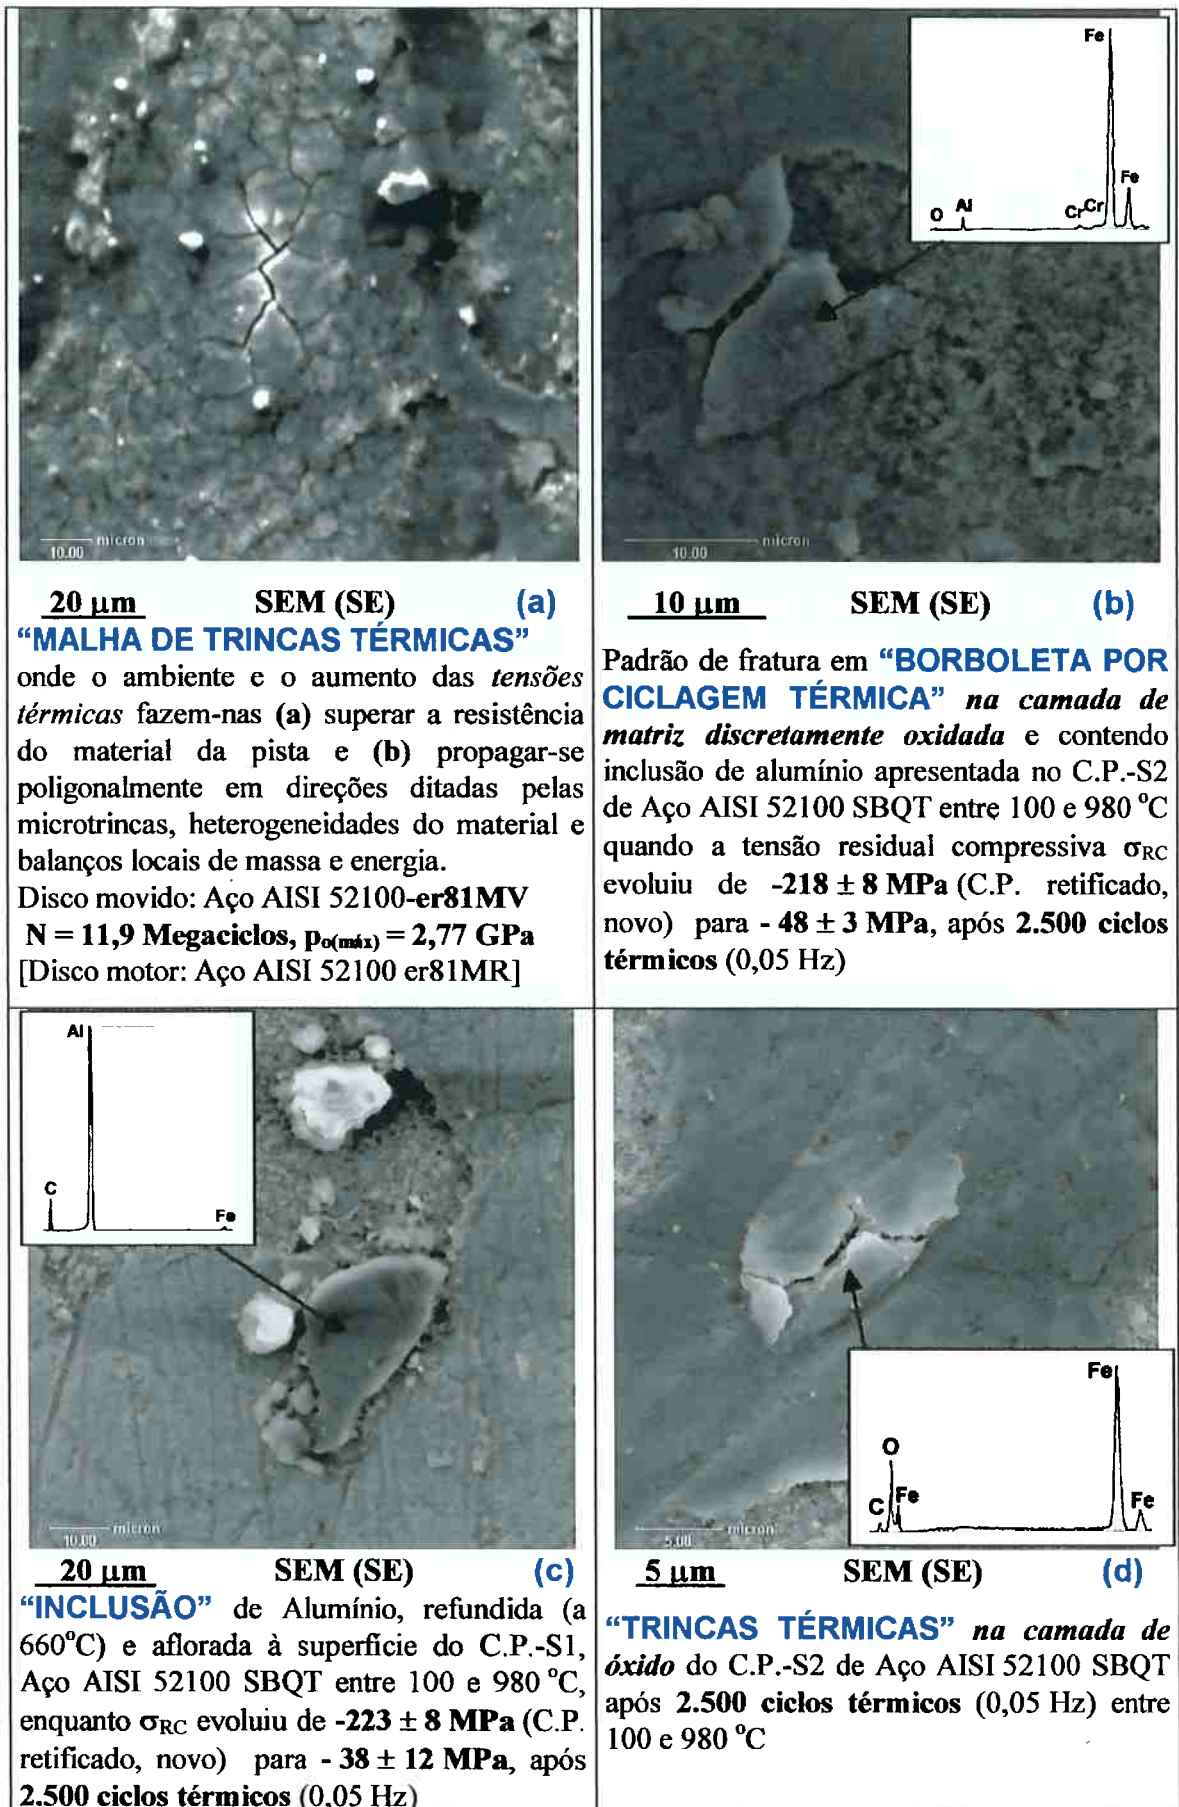 Fe
Fe
O Al CrCr
10.00 micron
10.00 micron
20 µm SEM (SE) (a)
“MALHA DE TRINCAS TÉRMICAS”
onde o ambiente e o aumento das tensões
térmicas fazem-nas (a) superar a resistência
do material da pista e (b) propagar-se
poligonalmente em direções ditadas pelas
microtrincas, heterogeneidades do material e
balanços locais de massa e energia.
Disco movido: Aço AISI 52100-er81MV
N = 11,9 Megaciclos, po(máx) = 2,77 GPa
[Disco motor: Aço AISI 52100 er81MR]
10 µm SEM (SE) (b)
Padrão de fratura em “BORBOLETA POR
CICLAGEM TÉRMICA” na camada de
matriz discretamente oxidada e contendo
inclusão de alumínio apresentada no C.P.-S2
de Aço AISI 52100 SBQT entre 100 e 980 °C
quando a tensão residual compressiva σRC
evoluiu de -218 ± 8 MPa (C.P. retificado,
novo) para - 48 ± 3 MPa, após 2.500 ciclos
térmicos (0,05 Hz)
Al
C
Fe
10.00 micron
20 µm SEM (SE) (c)
“INCLUSÃO” de Alumínio, refundida (a
660°C) e aflorada à superfície do C.P.-S1,
Aço AISI 52100 SBQT entre 100 e 980 °C,
enquanto σRC evoluiu de -223 ± 8 MPa (C.P.
retificado, novo) para - 38 ± 12 MPa, após
2.500 ciclos térmicos (0,05 Hz)
Fe
O
C Fe
Fe
5.00 micron
5 µm SEM (SE) (d)
“TRINCAS TÉRMICAS” na camada de
óxido do C.P.-S2 de Aço AISI 52100 SBQT
após 2.500 ciclos térmicos (0,05 Hz) entre
100 e 980 °C